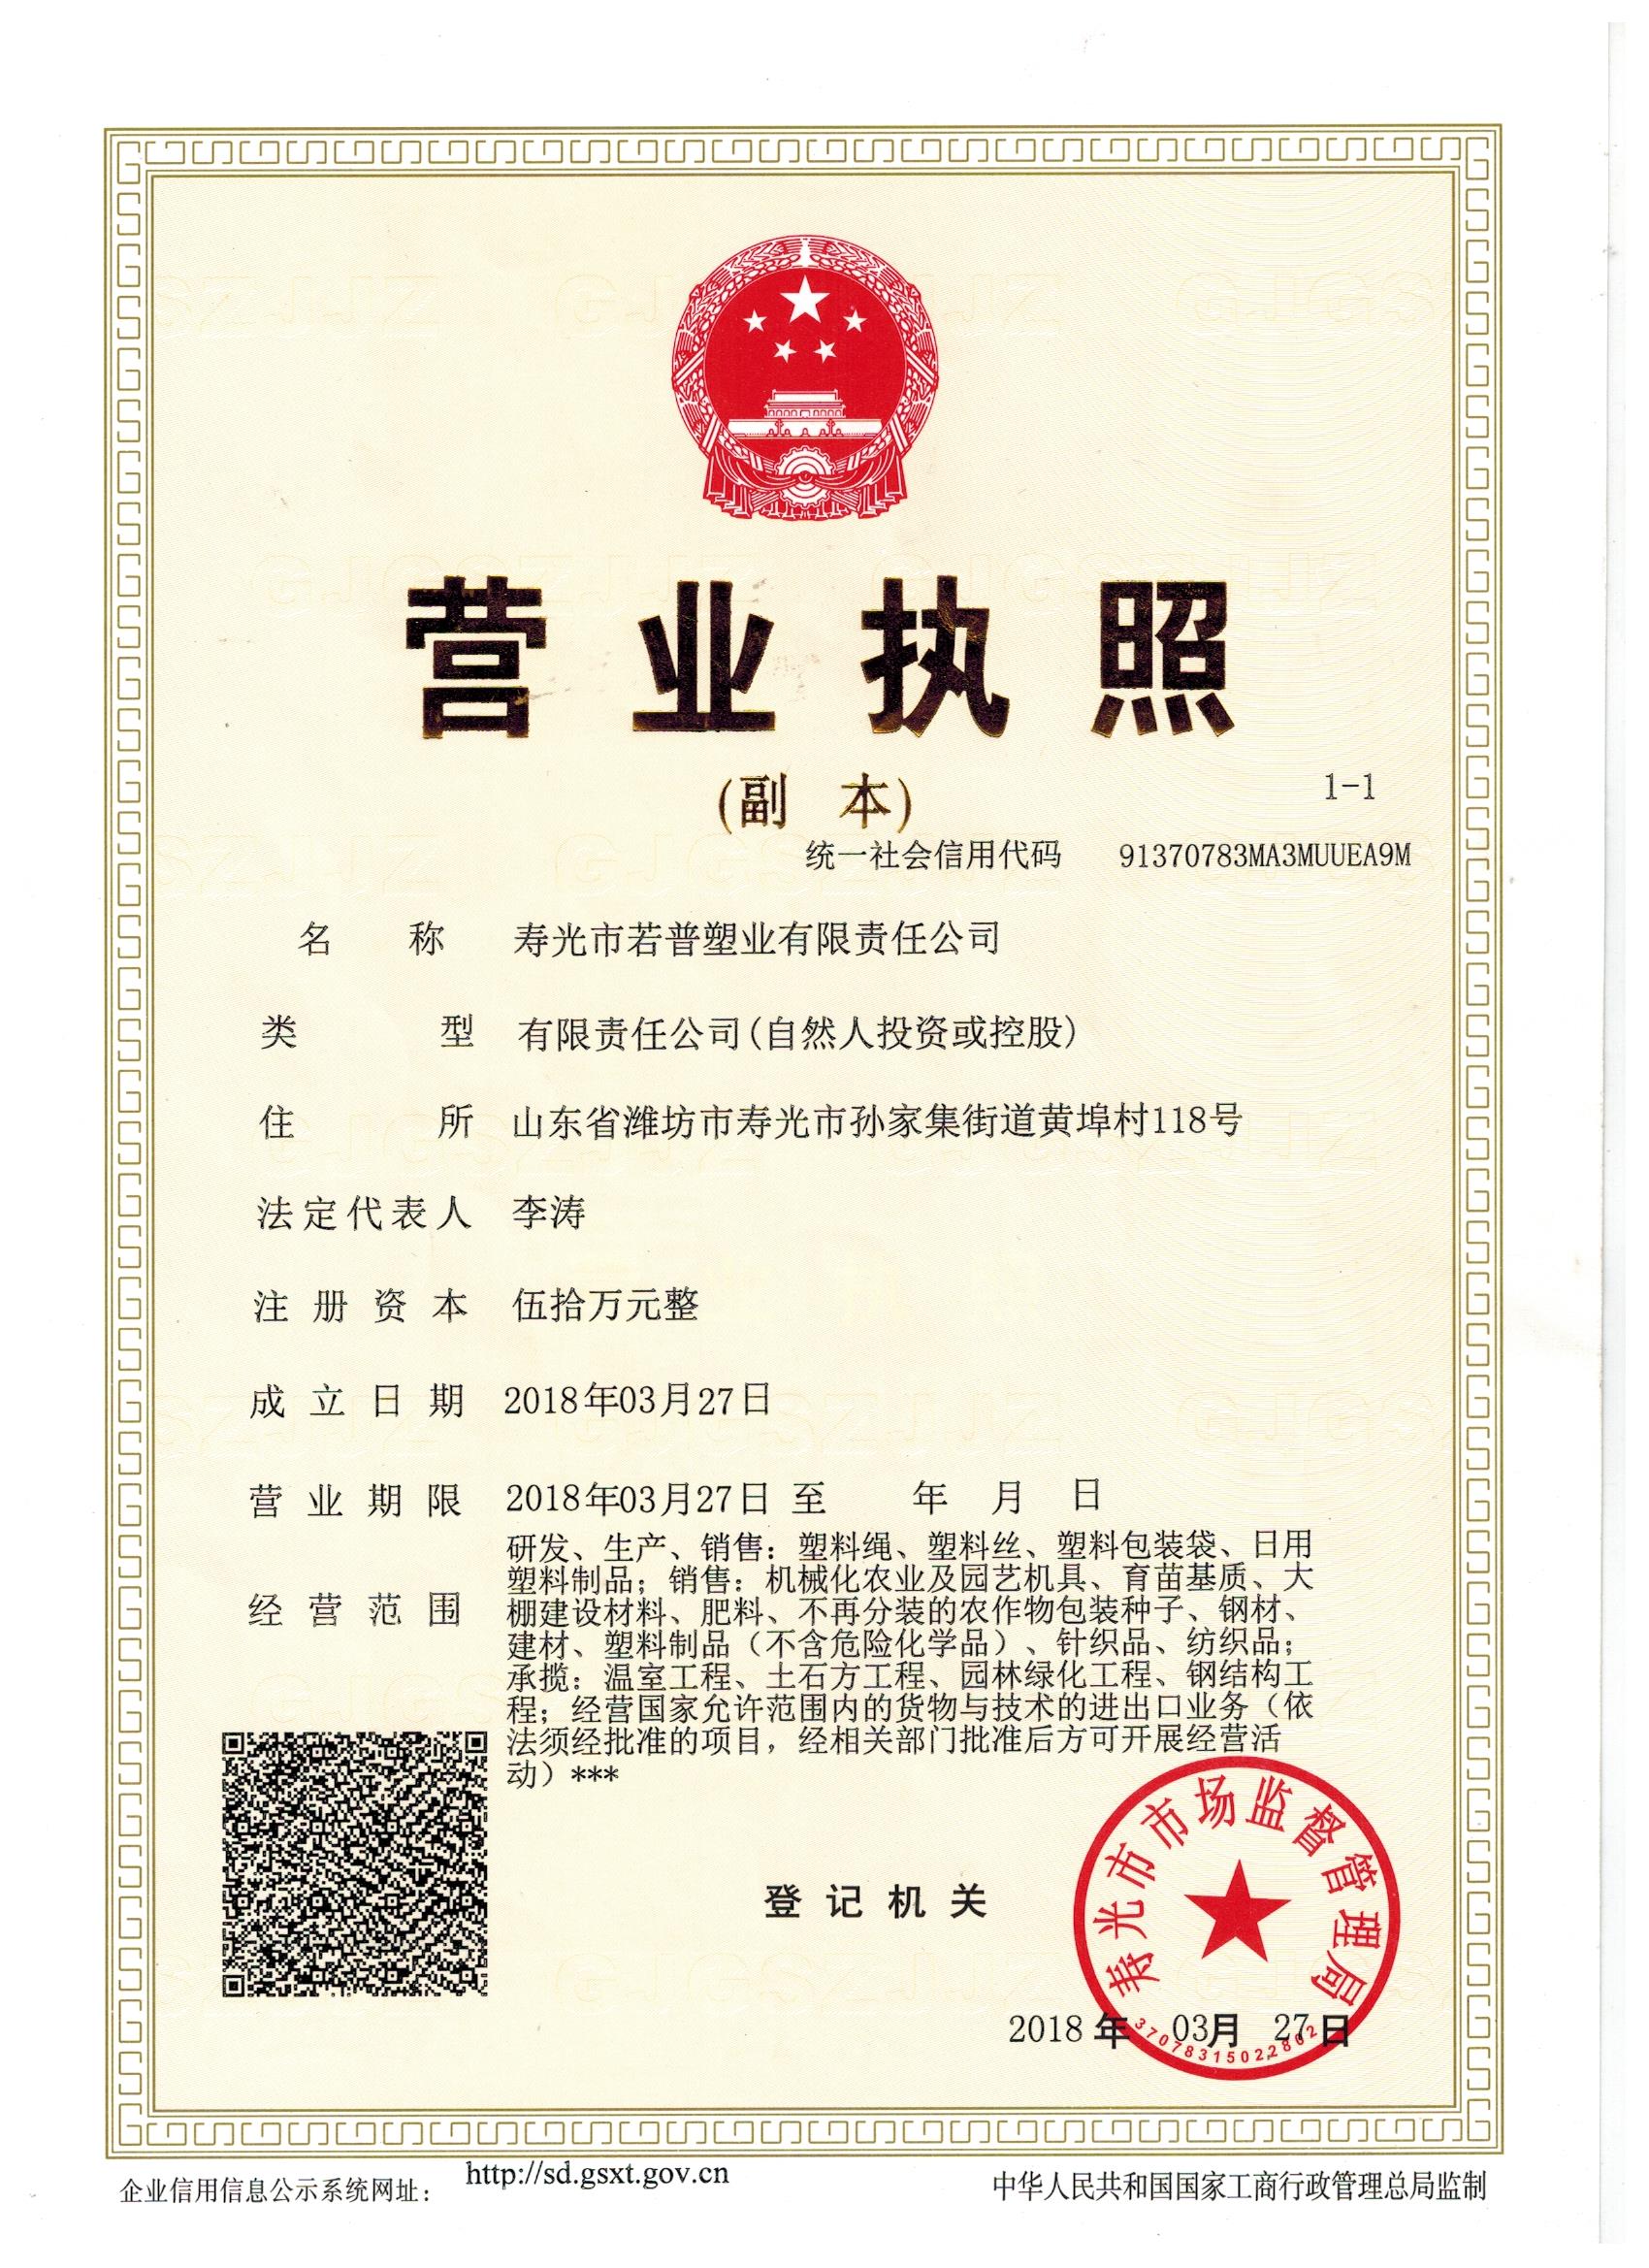 营业执照
(副 本)
1-1
统一社会信用代码 91370783MA3MUUEA9M
名称 寿光市若普塑业有限责任公司
类型 有限责任公司(自然人投资或控股)
住所 山东省潍坊市寿光市孙家集街道黄埠村118号
法定代表人 李涛
注册资本 伍拾万元整
成立日期 2018年03月27日
营业期限 2018年03月27日 至 年 月 日
经营范围
研发、生产、销售：塑料绳、塑料丝、塑料包装袋、日用
塑料制品；销售：机械化农业及园艺机具、育苗基质、大
棚建设材料、肥料、不再分装的农作物包装种子、钢材、
建材、塑料制品（不含危险化学品）、针织品、纺织品；
承揽：温室工程、土石方工程、园林绿化工程、钢结构工
程；经营国家允许范围内的货物与技术的进出口业务（依
法须经批准的项目，经相关部门批准后方可开展经营活
动）***
登记机关
寿光市市场监督管理局
2018 年 03月 27日
37078315022802
企业信用信息公示系统网址： http://sd.gsxt.gov.cn
中华人民共和国国家工商行政管理总局监制